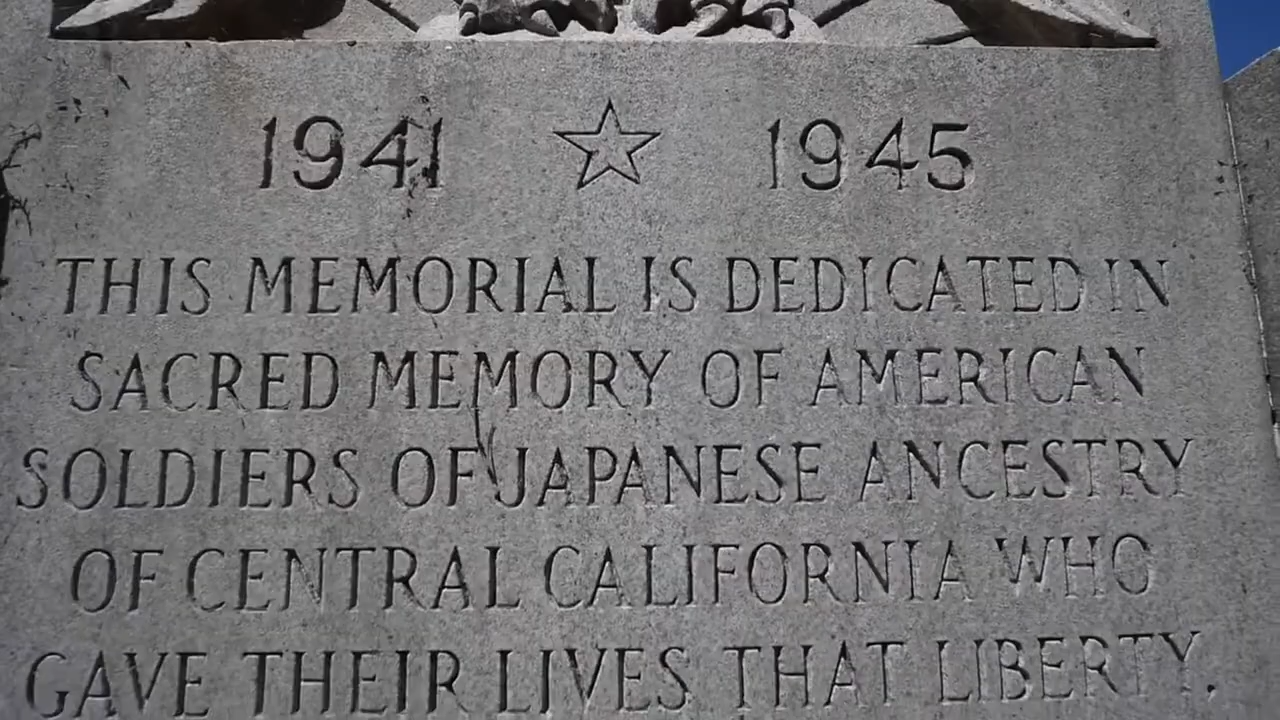 1941 ☆ 1945
THIS MEMORIAL IS DEDICATED IN
SACRED MEMORY OF AMERICAN
SOLDIERS OF JAPANESE ANCESTRY
OF CENTRAL CALIFORNIA WHO
GAVE THEIR LIVES THAT LIBERTY,